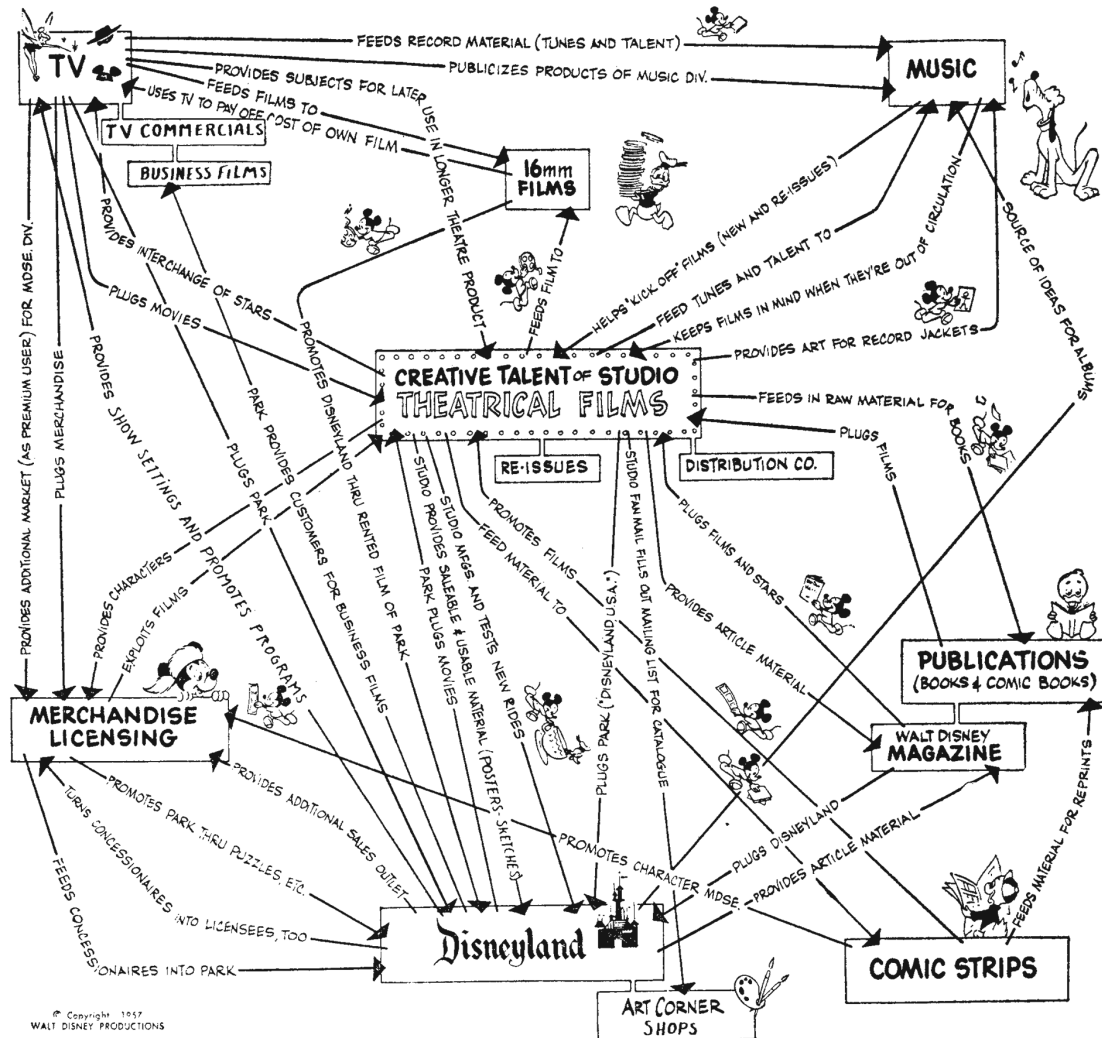 TV
FEEDS RECORD MATERIAL (TUNES AND TALENT)
PUBLICIZES PRODUCTS OF MUSIC DIV.
MUSIC
PROVIDES SUBJECTS FOR LATER USE IN LONGER THEATRE PRODUCT
FEEDS FILMS TO
USES TV TO PAY OFF COST OF OWN FILM
TV COMMERCIALS
BUSINESS FILMS
16mm
FILMS
PROVIDES INTERCHANGE OF STARS
PLUGS MOVIES
PROMOTES DISNEYLAND THRU RENTED FILM OF PARK
FEEDS FILM TO
HELPS "KICK OFF" FILMS (NEW AND RE-ISSUES)
FEED TUNES AND TALENT TO
KEEPS FILMS IN MIND WHEN THEY'RE OUT OF CIRCULATION
PROVIDES ART FOR RECORD JACKETS
SOURCE OF IDEAS FOR ALBUMS
PROVIDES ADDITIONAL MARKET (AS PREMIUM USER) FOR MDSE. DIV.
PLUGS MERCHANDISE
PROVIDES SHOW SETTINGS AND PROMOTES PROGRAMS
PLUGS PARK
PARK PROVIDES CUSTOMERS FOR BUSINESS FILMS
CREATIVE TALENT OF STUDIO
THEATRICAL FILMS
RE-ISSUES
DISTRIBUTION CO.
FEEDS IN RAW MATERIAL FOR BOOKS
PLUGS FILMS
PROVIDES CHARACTERS
EXPLOITS FILMS
PARK PLUGS MOVIES
STUDIO PROVIDES SALEABLE & USABLE MATERIAL (POSTERS-SKETCHES)
STUDIO MFGS. AND TESTS NEW RIDES
FEED MATERIAL TO
PROMOTES FILMS
PLUGS PARK ("DISNEYLAND U.S.A.")
STUDIO FAN MAIL FILLS OUT MAILING LIST FOR CATALOGUE
PROVIDES ARTICLE MATERIAL
PLUGS FILMS AND STARS
PUBLICATIONS
(BOOKS & COMIC BOOKS)
WALT DISNEY
MAGAZINE
MERCHANDISE
LICENSING
PROVIDES ADDITIONAL SALES OUTLET
PROMOTES PARK THRU PUZZLES, ETC.
TURNS CONCESSIONAIRES INTO LICENSEES, TOO
FEEDS CONCESSIONAIRES INTO PARK
PROMOTES CHARACTER MDSE.
PLUGS DISNEYLAND
PROVIDES ARTICLE MATERIAL
FEEDS MATERIAL FOR REPRINTS
Disneyland
COMIC STRIPS
ART CORNER
SHOPS
© Copyright 1957
WALT DISNEY PRODUCTIONS